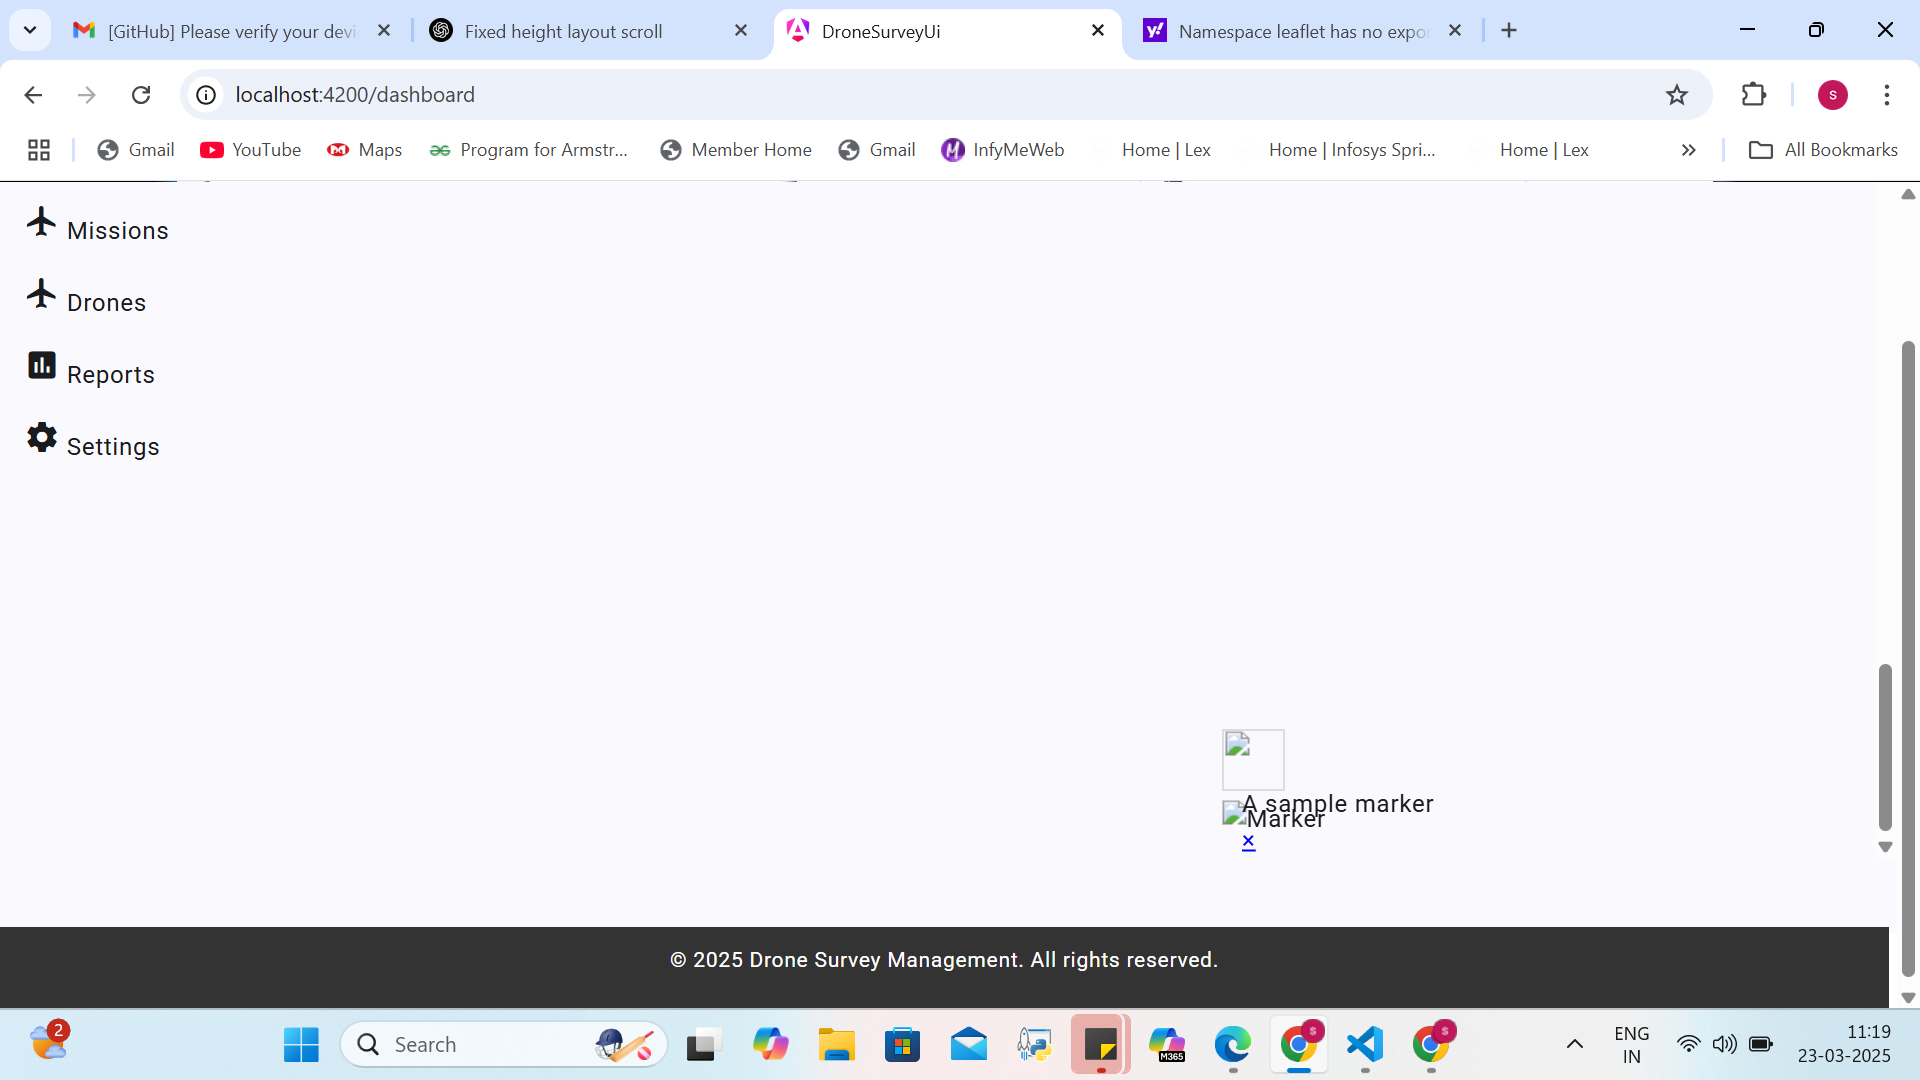 [GitHub] Please verify your devi
Fixed height layout scroll
DroneSurveyUi
Namespace leaflet has no expo
localhost:4200/dashboard
s
Gmail
YouTube
Maps
Program for Armstr...
Member Home
Gmail
InfyMeWeb
Home | Lex
Home | Infosys Spri...
Home | Lex
All Bookmarks
Missions
Drones
Reports
Settings
A sample marker
Marker
×
© 2025 Drone Survey Management. All rights reserved.
2
Search
M365
s
s
ENG
IN
11:19
23-03-2025